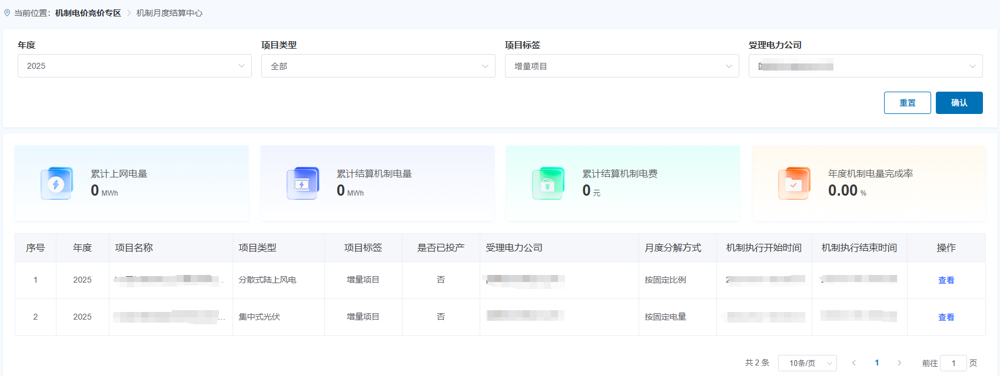 当前位置： 机制电价竞价专区 > 机制月度结算中心
年度 项目类型 项目标签 受理电力公司
2025 全部 增量项目
重置 确认
累计上网电量 累计结算机制电量 累计结算机制电费 年度机制电量完成率
0 MWh 0 MWh 0 元 0.00 %
序号 年度 项目名称 项目类型 项目标签 是否已投产 受理电力公司 月度分解方式 机制执行开始时间 机制执行结束时间 操作
1 2025 分散式陆上风电 增量项目 否 按固定比例 查看
2 2025 ... 集中式光伏 增量项目 否 按固定电量 查看
共 2 条 10条/页 < 1 > 前往 1 页